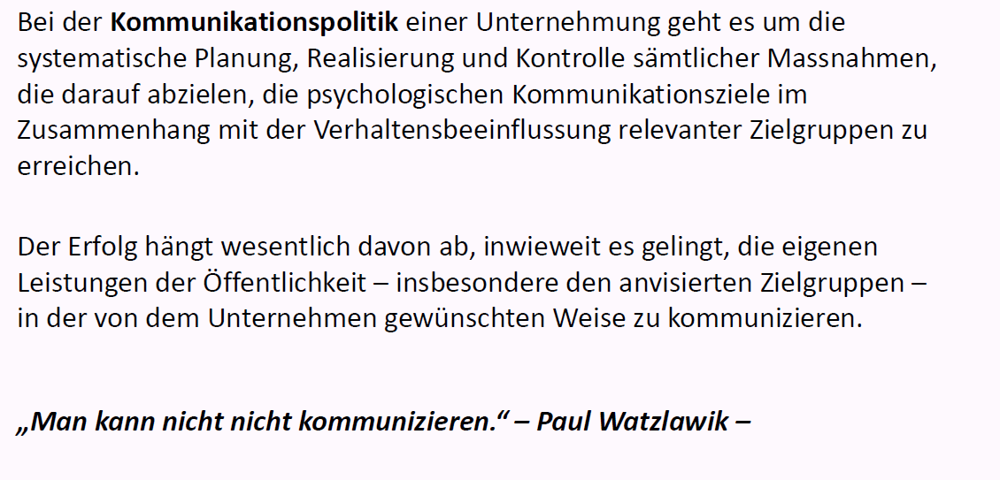 Bei der Kommunikationspolitik einer Unternehmung geht es um die
systematische Planung, Realisierung und Kontrolle sämtlicher Massnahmen,
die darauf abzielen, die psychologischen Kommunikationsziele im
Zusammenhang mit der Verhaltensbeeinflussung relevanter Zielgruppen zu
erreichen.
Der Erfolg hängt wesentlich davon ab, inwieweit es gelingt, die eigenen
Leistungen der Öffentlichkeit – insbesondere den anvisierten Zielgruppen –
in der von dem Unternehmen gewünschten Weise zu kommunizieren.
„Man kann nicht nicht kommunizieren.“ – Paul Watzlawik –